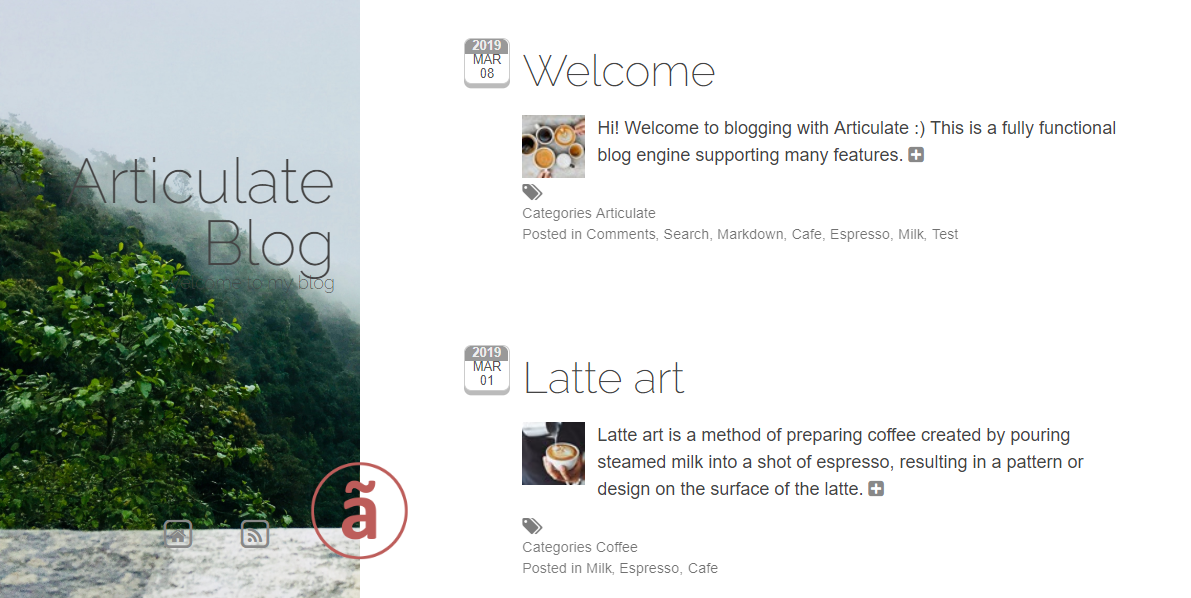 Articulate
Blog
Welcome to my blog
ã
2019
MAR
08
Welcome
Hi! Welcome to blogging with Articulate :) This is a fully functional
blog engine supporting many features.
Categories Articulate
Posted in Comments, Search, Markdown, Cafe, Espresso, Milk, Test
2019
MAR
01
Latte art
Latte art is a method of preparing coffee created by pouring
steamed milk into a shot of espresso, resulting in a pattern or
design on the surface of the latte.
Categories Coffee
Posted in Milk, Espresso, Cafe